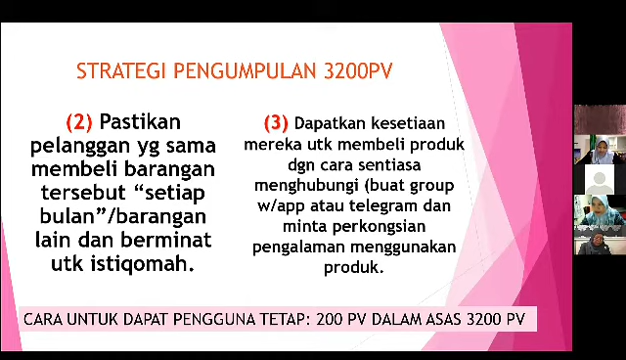 STRATEGI PENGUMPULAN 3200PV
(2) Pastikan
pelanggan yg sama
membeli barangan
tersebut “setiap
bulan”/barangan
lain dan berminat
utk istiqomah.
(3) Dapatkan kesetiaan
mereka utk membeli produk
dgn cara sentiasa
menghubungi (buat group
w/app atau telegram dan
minta perkongsian
pengalaman menggunakan
produk.
CARA UNTUK DAPAT PENGGUNA TETAP: 200 PV DALAM ASAS 3200 PV